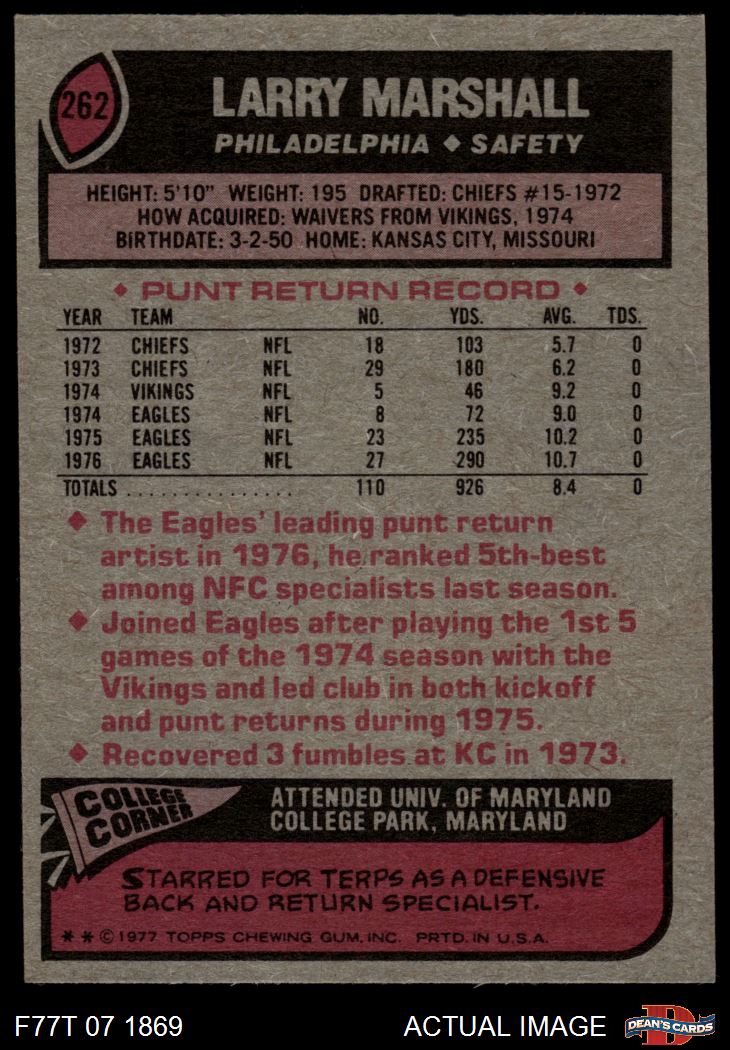 262
LARRY MARSHALL
PHILADELPHIA ◆ SAFETY
HEIGHT: 5'10" WEIGHT: 195 DRAFTED: CHIEFS #15-1972
HOW ACQUIRED: WAIVERS FROM VIKINGS, 1974
BIRTHDATE: 3-2-50 HOME: KANSAS CITY, MISSOURI
◆ PUNT RETURN RECORD ◆
YEAR TEAM NO. YDS. AVG. TDS.
1972 CHIEFS NFL 18 103 5.7 0
1973 CHIEFS NFL 29 180 6.2 0
1974 VIKINGS NFL 5 46 9.2 0
1974 EAGLES NFL 8 72 9.0 0
1975 EAGLES NFL 23 235 10.2 0
1976 EAGLES NFL 27 290 10.7 0
TOTALS . . . . . . . . . . . . . . . . 110 926 8.4 0
◆ The Eagles' leading punt return
artist in 1976, he ranked 5th-best
among NFC specialists last season.
◆ Joined Eagles after playing the 1st 5
games of the 1974 season with the
Vikings and led club in both kickoff
and punt returns during 1975.
◆ Recovered 3 fumbles at KC in 1973.
COLLEGE
CORNER
ATTENDED UNIV. OF MARYLAND
COLLEGE PARK, MARYLAND
STARRED FOR TERPS AS A DEFENSIVE
BACK AND RETURN SPECIALIST.
* * © 1977 TOPPS CHEWING GUM, INC. PRTD. IN U.S.A.
F77T 07 1869 ACTUAL IMAGE
D
DEAN'S CARDS